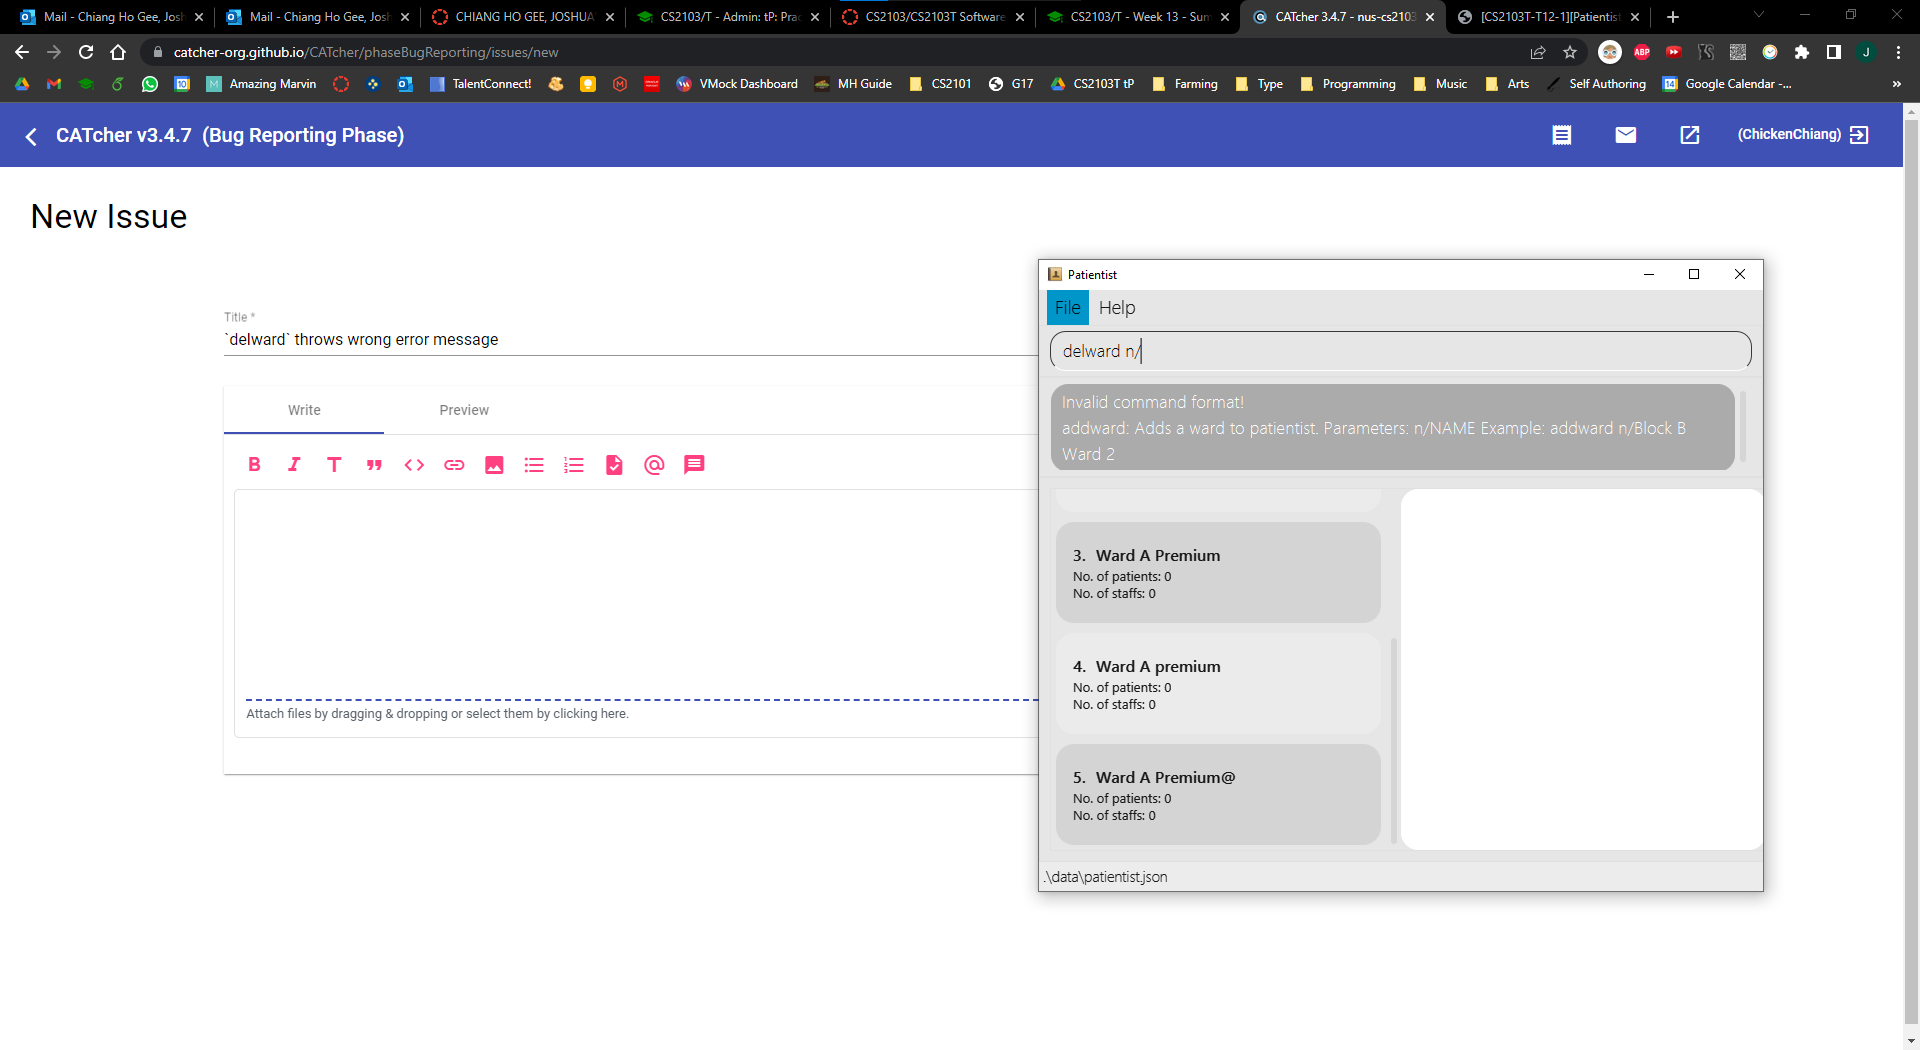 Mail - Chiang Ho Gee, Josh
Mail - Chiang Ho Gee, Josh
CHIANG HO GEE, JOSHUA
CS2103/T - Admin: tP: Prac
CS2103/CS2103T Software
CS2103/T - Week 13 - Sum
CATcher 3.4.7 - nus-cs2103
[CS2103T-T12-1][Patientist
catcher-org.github.io/CATcher/phaseBugReporting/issues/new
ABP
J
Amazing Marvin
TalentConnect!
VMock Dashboard
MH Guide
CS2101
G17
CS2103T tP
Farming
Type
Programming
Music
Arts
Self Authoring
Google Calendar -...
CATcher v3.4.7 (Bug Reporting Phase)
(ChickenChiang)
New Issue
Title *
`delward` throws wrong error message
Write
Preview
Attach files by dragging & dropping or select them by clicking here.
Patientist
File
Help
delward n/
Invalid command format!
addward: Adds a ward to patientist. Parameters: n/NAME Example: addward n/Block B
Ward 2
3. Ward A Premium
No. of patients: 0
No. of staffs: 0
4. Ward A premium
No. of patients: 0
No. of staffs: 0
5. Ward A Premium@
No. of patients: 0
No. of staffs: 0
.\data\patientist.json